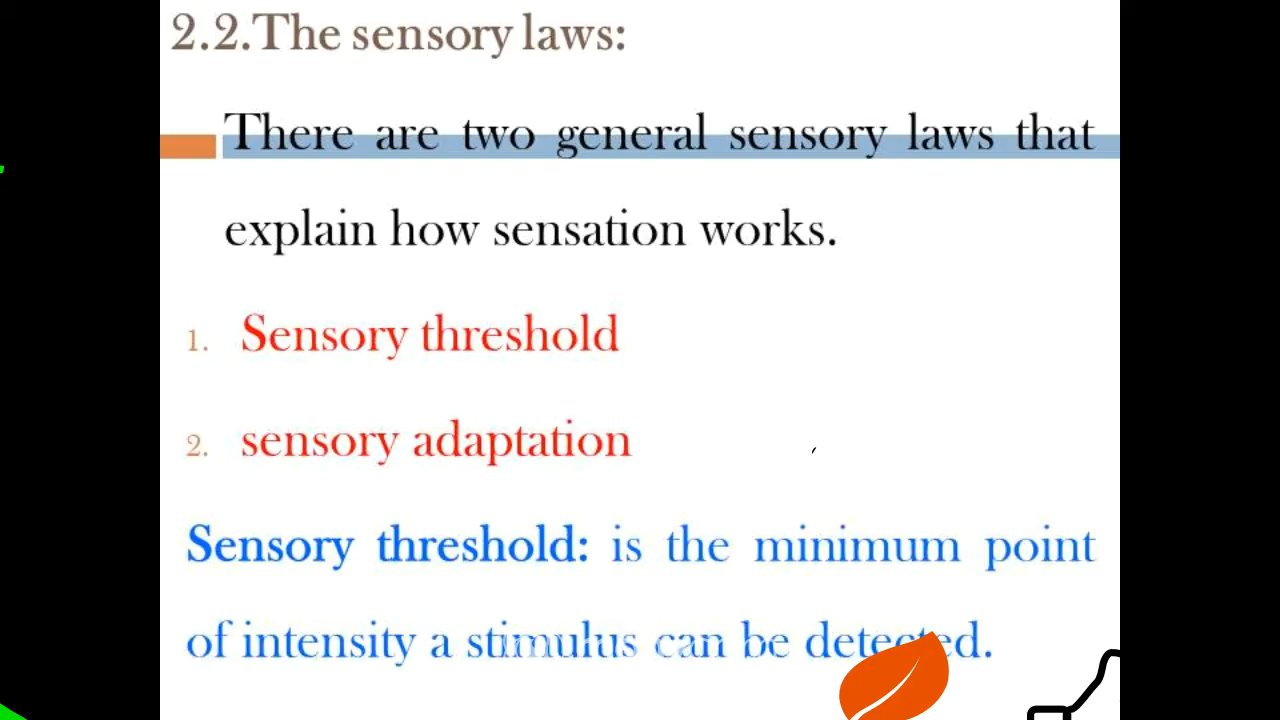 2.2.The sensory laws:
There are two general sensory laws that
explain how sensation works.
1. Sensory threshold
2. sensory adaptation
Sensory threshold: is the minimum point
of intensity a stimulus can be detected.